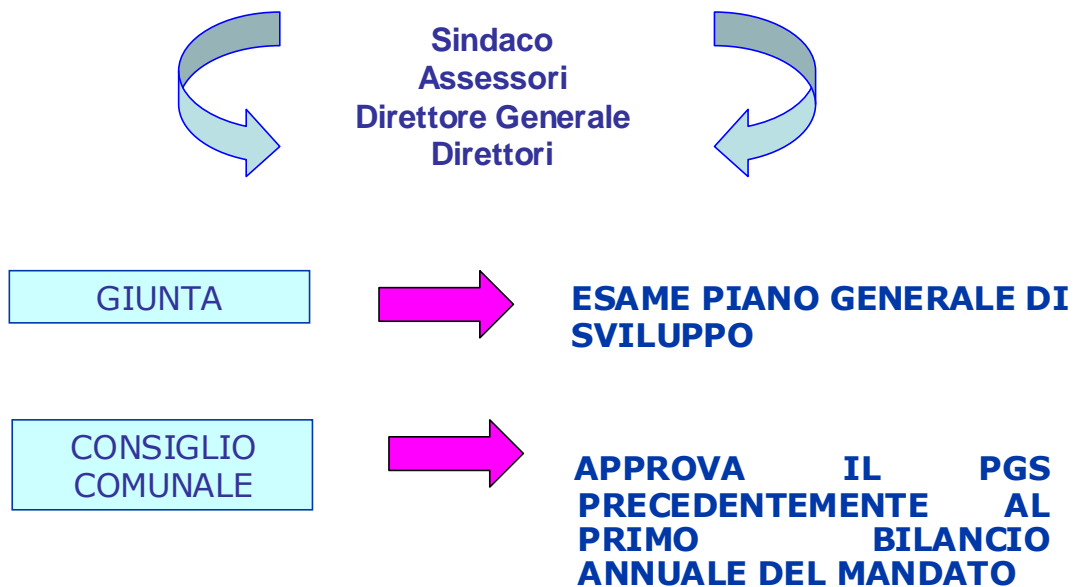 Sindaco
Assessori
Direttore Generale
Direttori
GIUNTA
ESAME PIANO GENERALE DI
SVILUPPO
CONSIGLIO
COMUNALE
APPROVA IL PGS
PRECEDENTEMENTE AL
PRIMO BILANCIO
ANNUALE DEL MANDATO